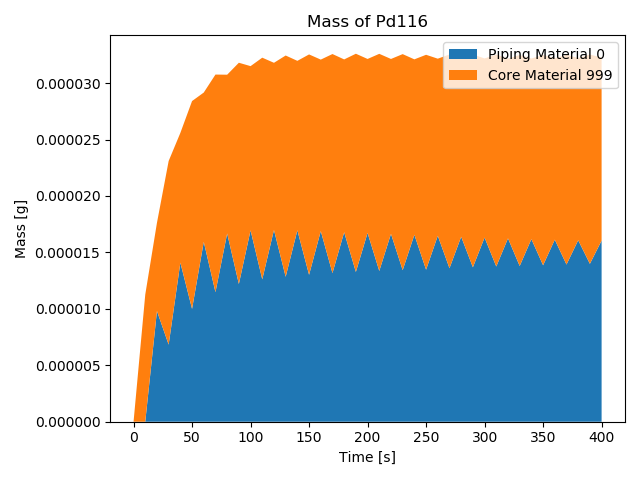 Mass of Pd116
Piping Material 0
Core Material 999
Mass [g]
0.000030
0.000025
0.000020
0.000015
0.000010
0.000005
0.000000
0 50 100 150 200 250 300 350 400
Time [s]